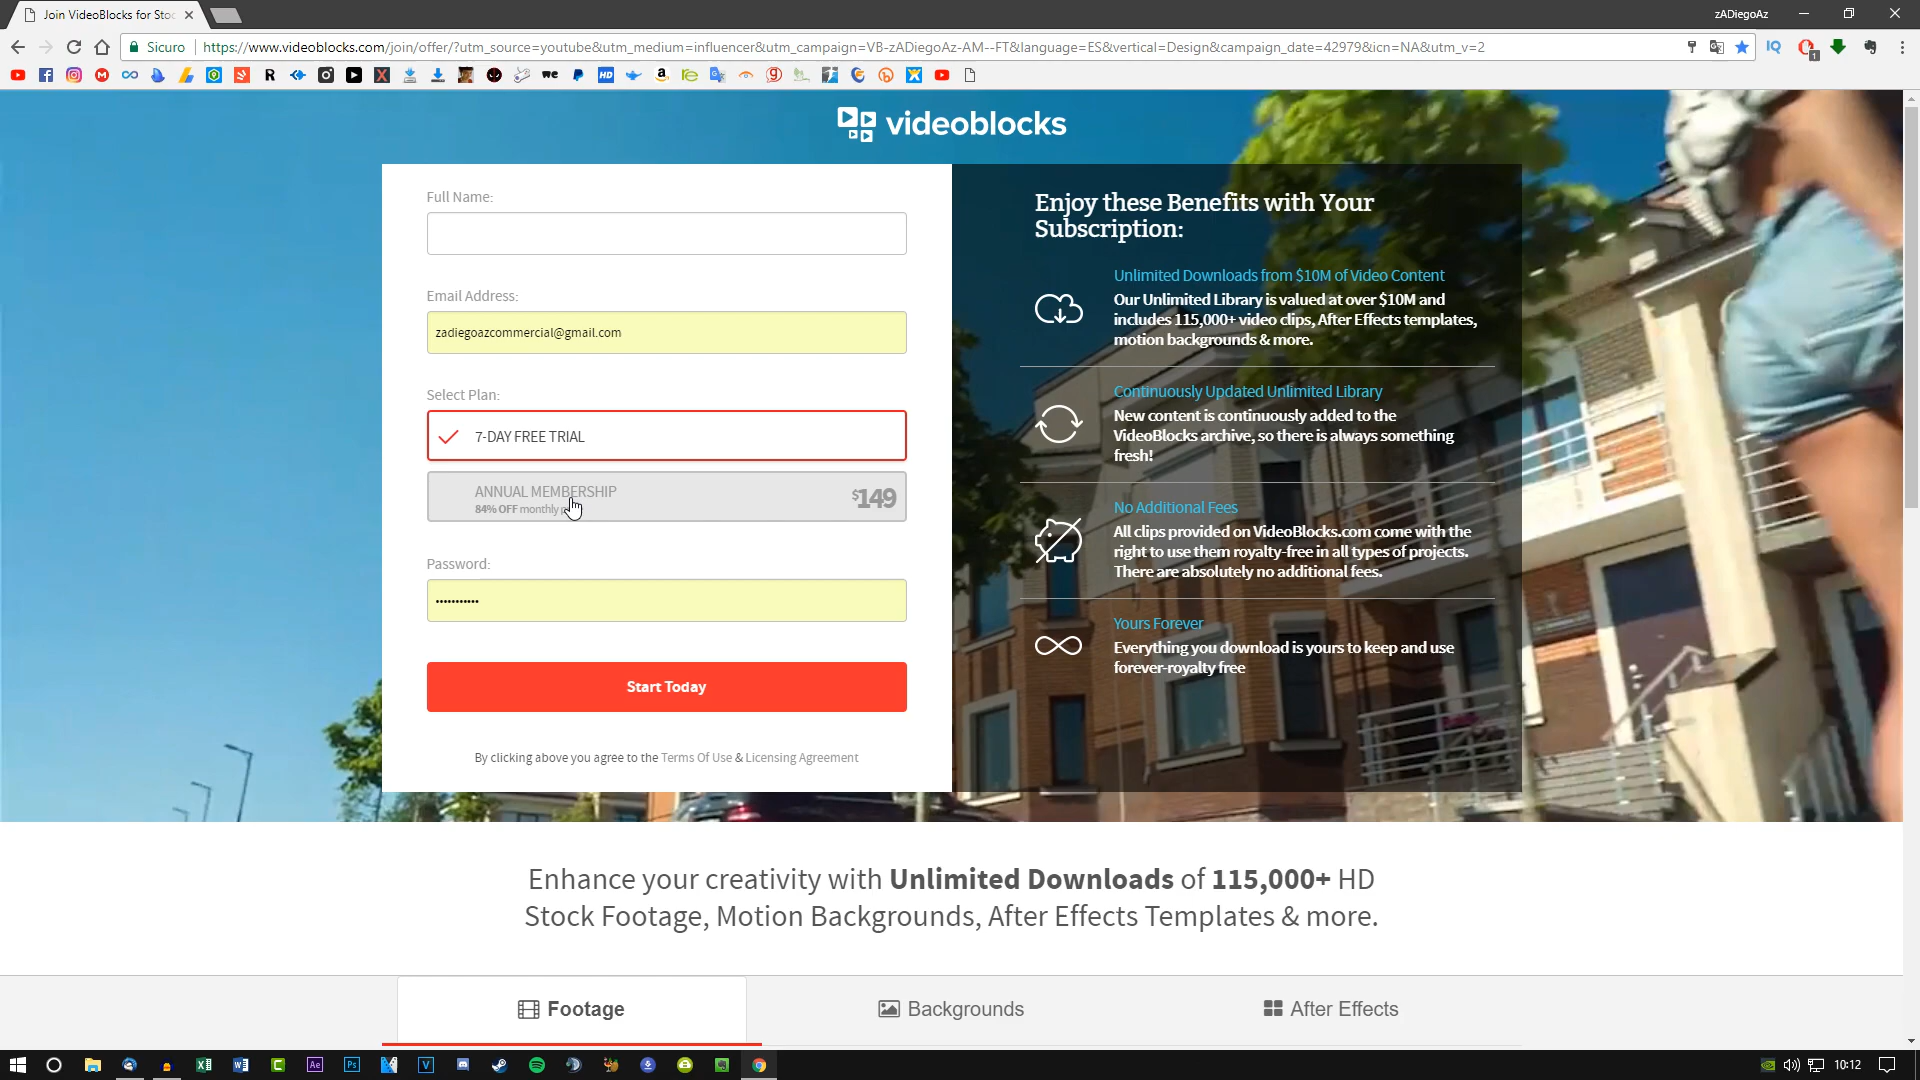 Join VideoBlocks for Stoc
zADiegoAz
Sicuro
https://www.videoblocks.com/join/offer/?utm_source=youtube&utm_medium=influencer&utm_campaign=VB-zADiegoAz-AM--FT&language=ES&vertical=Design&campaign_date=42979&icn=NA&utm_v=2
videoblocks
Full Name:
Email Address:
zadiegoazcommercial@gmail.com
Select Plan:
7-DAY FREE TRIAL
ANNUAL MEMBERSHIP
84% OFF monthly
$149
Password:
Start Today
By clicking above you agree to the Terms Of Use & Licensing Agreement
Enjoy these Benefits with Your
Subscription:
Unlimited Downloads from $10M of Video Content
Our Unlimited Library is valued at over $10M and
includes 115,000+ video clips, After Effects templates,
motion backgrounds & more.
Continuously Updated Unlimited Library
New content is continuously added to the
VideoBlocks archive, so there is always something
fresh!
No Additional Fees
All clips provided on VideoBlocks.com come with the
right to use them royalty-free in all types of projects.
There are absolutely no additional fees.
Yours Forever
Everything you download is yours to keep and use
forever-royalty free
Enhance your creativity with Unlimited Downloads of 115,000+ HD
Stock Footage, Motion Backgrounds, After Effects Templates & more.
Footage
Backgrounds
After Effects
10:12